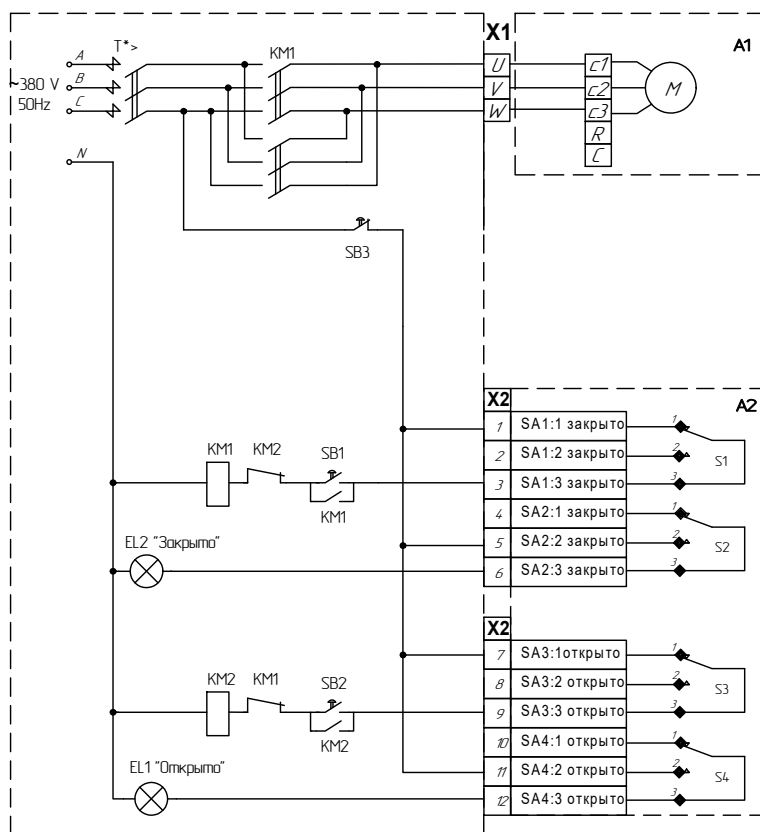 X1
A1
T*>
KM1
A
~380 V
B
50Hz
C
N
U
V
W
c1
c2
c3
R
C
M
SB3
X2
A2
1 SA1:1 закрыто 1
2 SA1:2 закрыто 2
3 SA1:3 закрыто 3
S1
4 SA2:1 закрыто 1
5 SA2:2 закрыто 2
6 SA2:3 закрыто 3
S2
KM1
KM2
SB1
KM1
EL2 "Закрыто"
X2
7 SA3:1открыто 1
8 SA3:2 открыто 2
9 SA3:3 открыто 3
S3
10 SA4:1 открыто 1
11 SA4:2 открыто 2
12 SA4:3 открыто 3
S4
KM2
KM1
SB2
KM2
EL1 "Открыто"